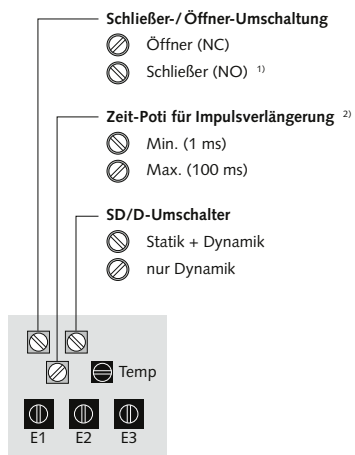 Schließer-/Öffner-Umschaltung
Öffner (NC)
Schließer (NO) 1)
Zeit-Poti für Impulsverlängerung 2)
Min. (1 ms)
Max. (100 ms)
SD/D-Umschalter
Statik + Dynamik
nur Dynamik
Temp
E1 E2 E3